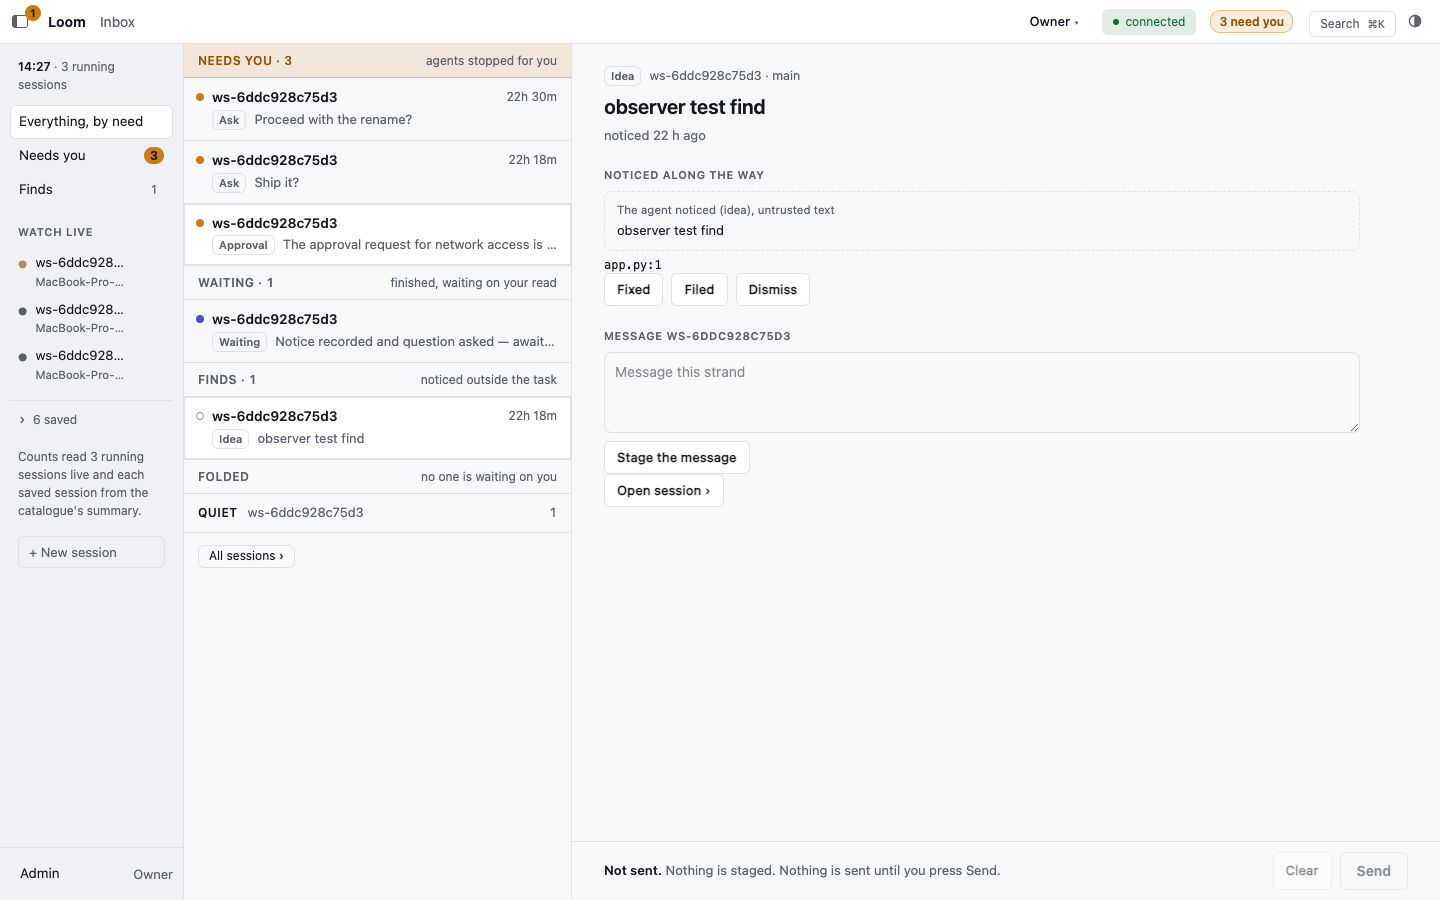 1
Loom Inbox
Owner ▾
connected
3 need you
Search ⌘K
14:27 · 3 running sessions
Everything, by need
Needs you 3
Finds 1
WATCH LIVE
ws-6ddc928...
MacBook-Pro-...
ws-6ddc928...
MacBook-Pro-...
ws-6ddc928...
MacBook-Pro-...
› 6 saved
Counts read 3 running
sessions live and each
saved session from the
catalogue's summary.
+ New session
Admin Owner
NEEDS YOU · 3 agents stopped for you
ws-6ddc928c75d3 22h 30m
Ask Proceed with the rename?
ws-6ddc928c75d3 22h 18m
Ask Ship it?
ws-6ddc928c75d3
Approval The approval request for network access is ...
WAITING · 1 finished, waiting on your read
ws-6ddc928c75d3
Waiting Notice recorded and question asked — await...
FINDS · 1 noticed outside the task
ws-6ddc928c75d3 22h 18m
Idea observer test find
FOLDED no one is waiting on you
QUIET ws-6ddc928c75d3 1
All sessions ›
Idea ws-6ddc928c75d3 · main
observer test find
noticed 22 h ago
NOTICED ALONG THE WAY
The agent noticed (idea), untrusted text
observer test find
app.py:1
Fixed Filed Dismiss
MESSAGE WS-6DDC928C75D3
Message this strand
Stage the message
Open session ›
Not sent. Nothing is staged. Nothing is sent until you press Send.
Clear Send